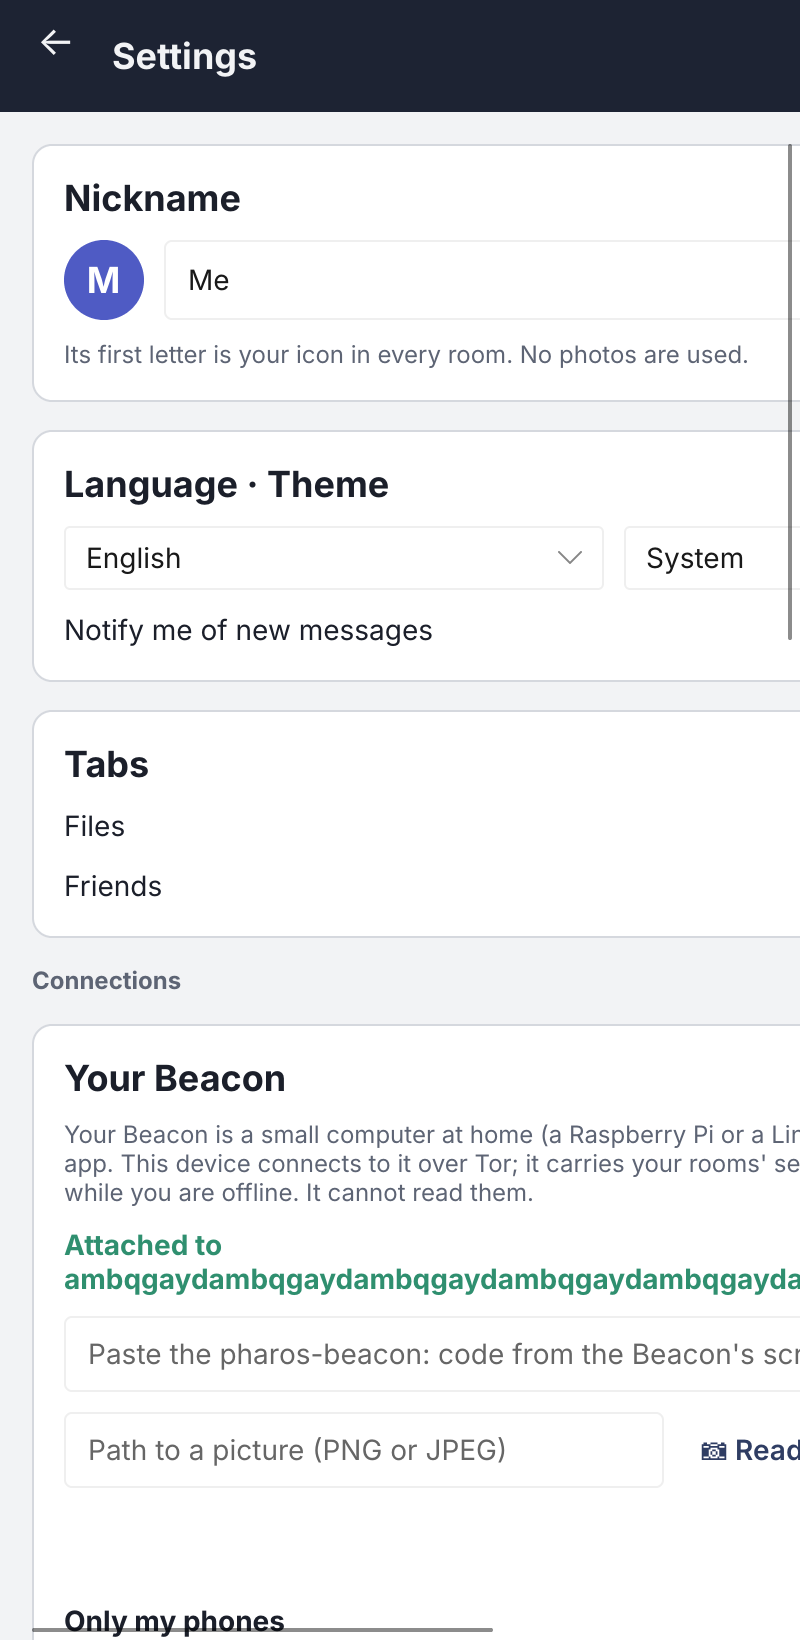 Settings
Nickname
M
Me
Its first letter is your icon in every room. No photos are used.
Language · Theme
English
System
Notify me of new messages
Tabs
Files
Friends
Connections
Your Beacon
Your Beacon is a small computer at home (a Raspberry Pi or a Lin
app. This device connects to it over Tor; it carries your rooms' se
while you are offline. It cannot read them.
Attached to
ambqgaydambqgaydambqgaydambqgaydambqgayda
Paste the pharos-beacon: code from the Beacon's scr
Path to a picture (PNG or JPEG)
Read
Only my phones